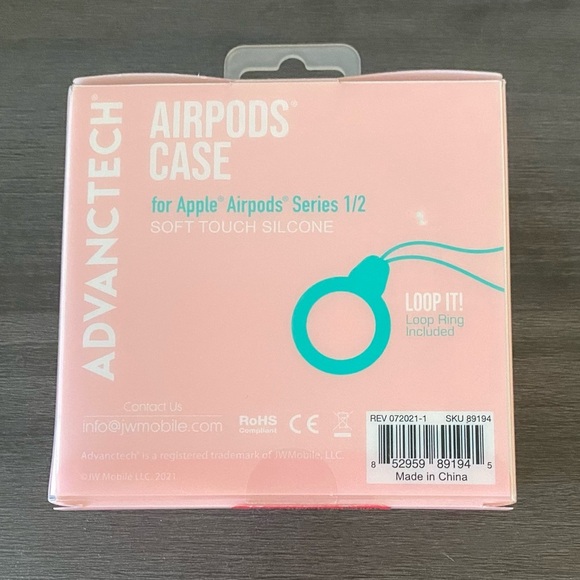 ADVANCTECH®
AIRPODS®
CASE
for Apple® Airpods® Series 1/2
SOFT TOUCH SILCONE
LOOP IT!
Loop Ring
Included
Contact Us
info@jwmobile.com
RoHS
Compliant
CE
Advanctech® is a registered trademark of JWMobile, LLC.
©JW Mobile LLC, 2021
REV 072021-1 SKU 89194
8 52959 89194 5
Made in China